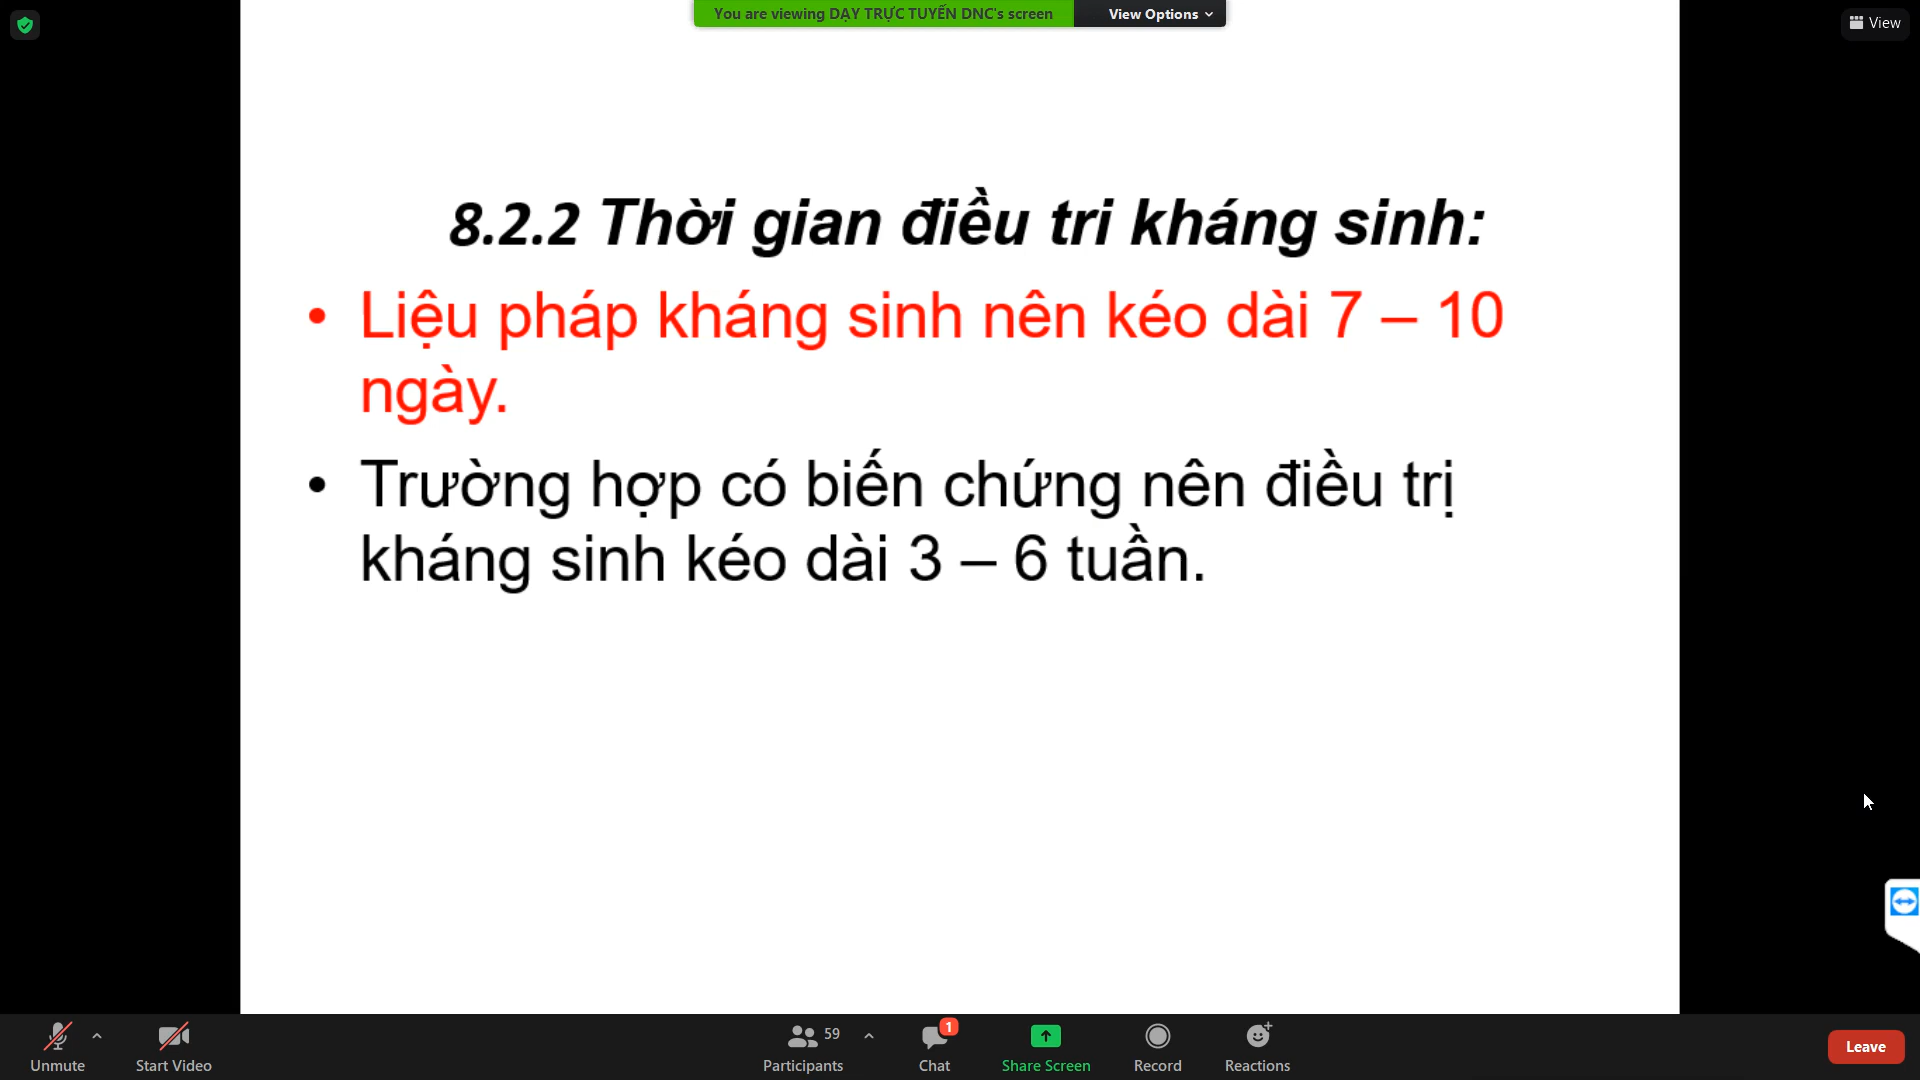 You are viewing DẠY TRỰC TUYẾN DNC's screen
View Options
View
8.2.2 Thời gian điều tri kháng sinh:
• Liệu pháp kháng sinh nên kéo dài 7 – 10
ngày.
• Trường hợp có biến chứng nên điều trị
kháng sinh kéo dài 3 – 6 tuần.
Unmute
Start Video
59
Participants
1
Chat
Share Screen
Record
Reactions
Leave